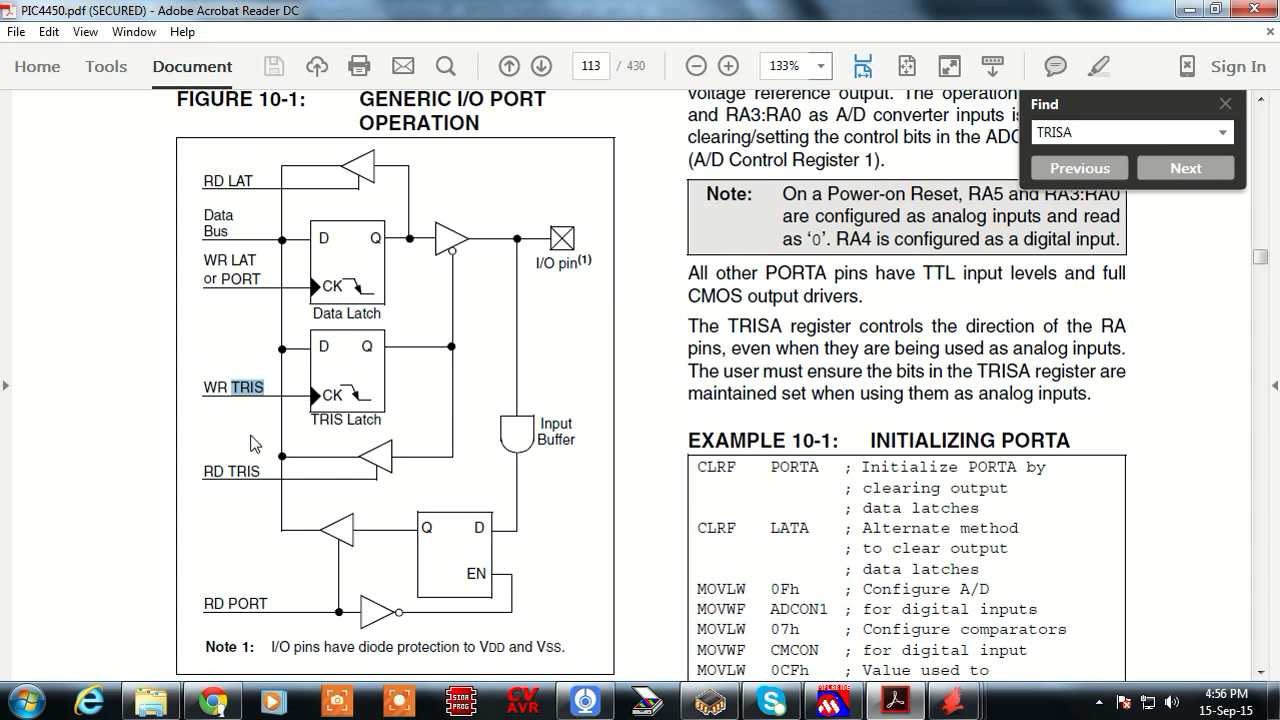 PIC4450.pdf (SECURED) - Adobe Acrobat Reader DC
File Edit View Window Help
Home Tools Document 113 / 430 133% Sign In
FIGURE 10-1: GENERIC I/O PORT
OPERATION
RD LAT
Data
Bus
D Q
WR LAT
or PORT
CK
I/O pin(1)
Data Latch
D Q
WR TRIS
CK
TRIS Latch
Input
Buffer
RD TRIS
Q D
EN
RD PORT
Note 1: I/O pins have diode protection to VDD and VSS.
voltage reference output. The operation
and RA3:RA0 as A/D converter inputs is
clearing/setting the control bits in the ADC
(A/D Control Register 1).
Note: On a Power-on Reset, RA5 and RA3:RA0
are configured as analog inputs and read
as ‘0’. RA4 is configured as a digital input.
All other PORTA pins have TTL input levels and full
CMOS output drivers.
The TRISA register controls the direction of the RA
pins, even when they are being used as analog inputs.
The user must ensure the bits in the TRISA register are
maintained set when using them as analog inputs.
EXAMPLE 10-1: INITIALIZING PORTA
CLRF PORTA ; Initialize PORTA by
; clearing output
; data latches
CLRF LATA ; Alternate method
; to clear output
; data latches
MOVLW 0Fh ; Configure A/D
MOVWF ADCON1 ; for digital inputs
MOVLW 07h ; Configure comparators
MOVWF CMCON ; for digital input
MOVLW 0CFh ; Value used to
Find
TRISA
Previous Next
SINA
PROG
CV
AVR
4:56 PM
15-Sep-15